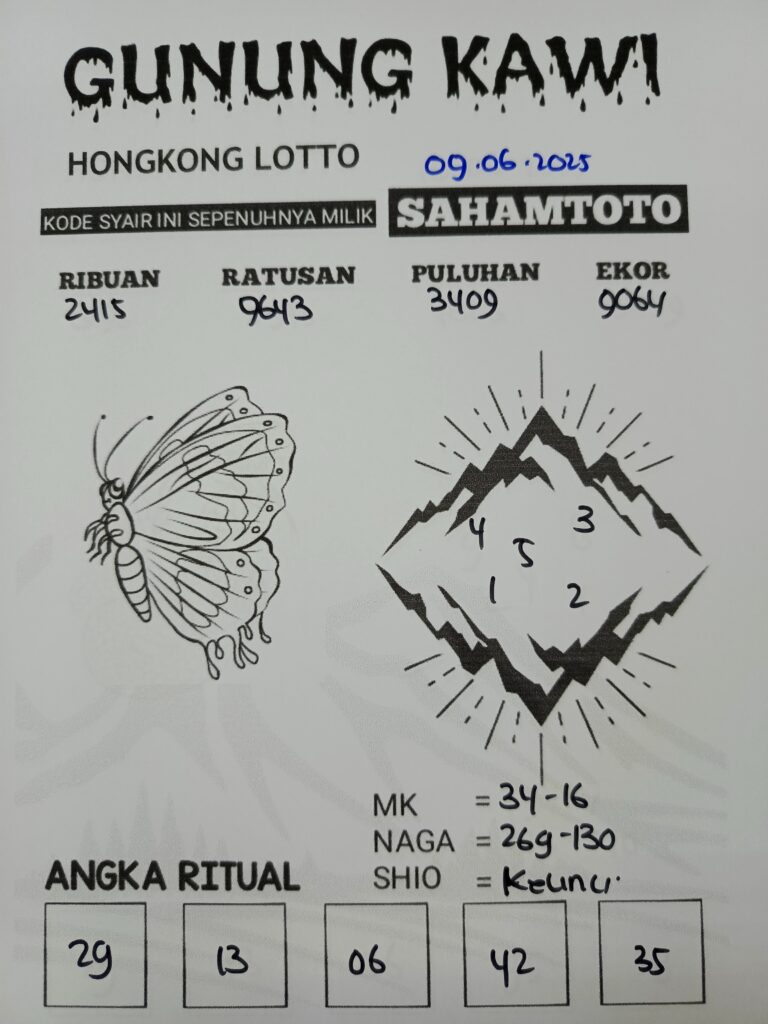 GUNUNG KAWI
HONGKONG LOTTO 09.06.2025
KODE SYAIR INI SEPENUHNYA MILIK SAHAMTOTO
RIBUAN RATUSAN PULUHAN EKOR
2415 9643 3409 9064
4 3
5
1 2
MK = 34-16
NAGA = 269-130
SHIO = Kelinci
ANGKA RITUAL
29 13 06 42 35